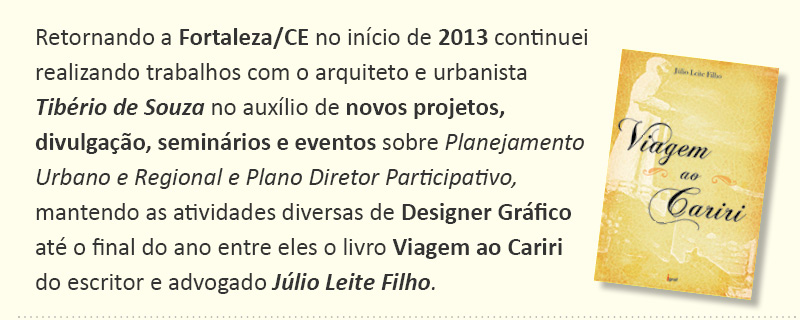 Retornando a Fortaleza/CE no início de 2013 continuei
realizando trabalhos com o arquiteto e urbanista
Tibério de Souza no auxílio de novos projetos,
divulgação, seminários e eventos sobre Planejamento
Urbano e Regional e Plano Diretor Participativo,
mantendo as atividades diversas de Designer Gráfico
até o final do ano entre eles o livro Viagem ao Cariri
do escritor e advogado Júlio Leite Filho.
Júlio Leite Filho
Viagem
ao
Cariri